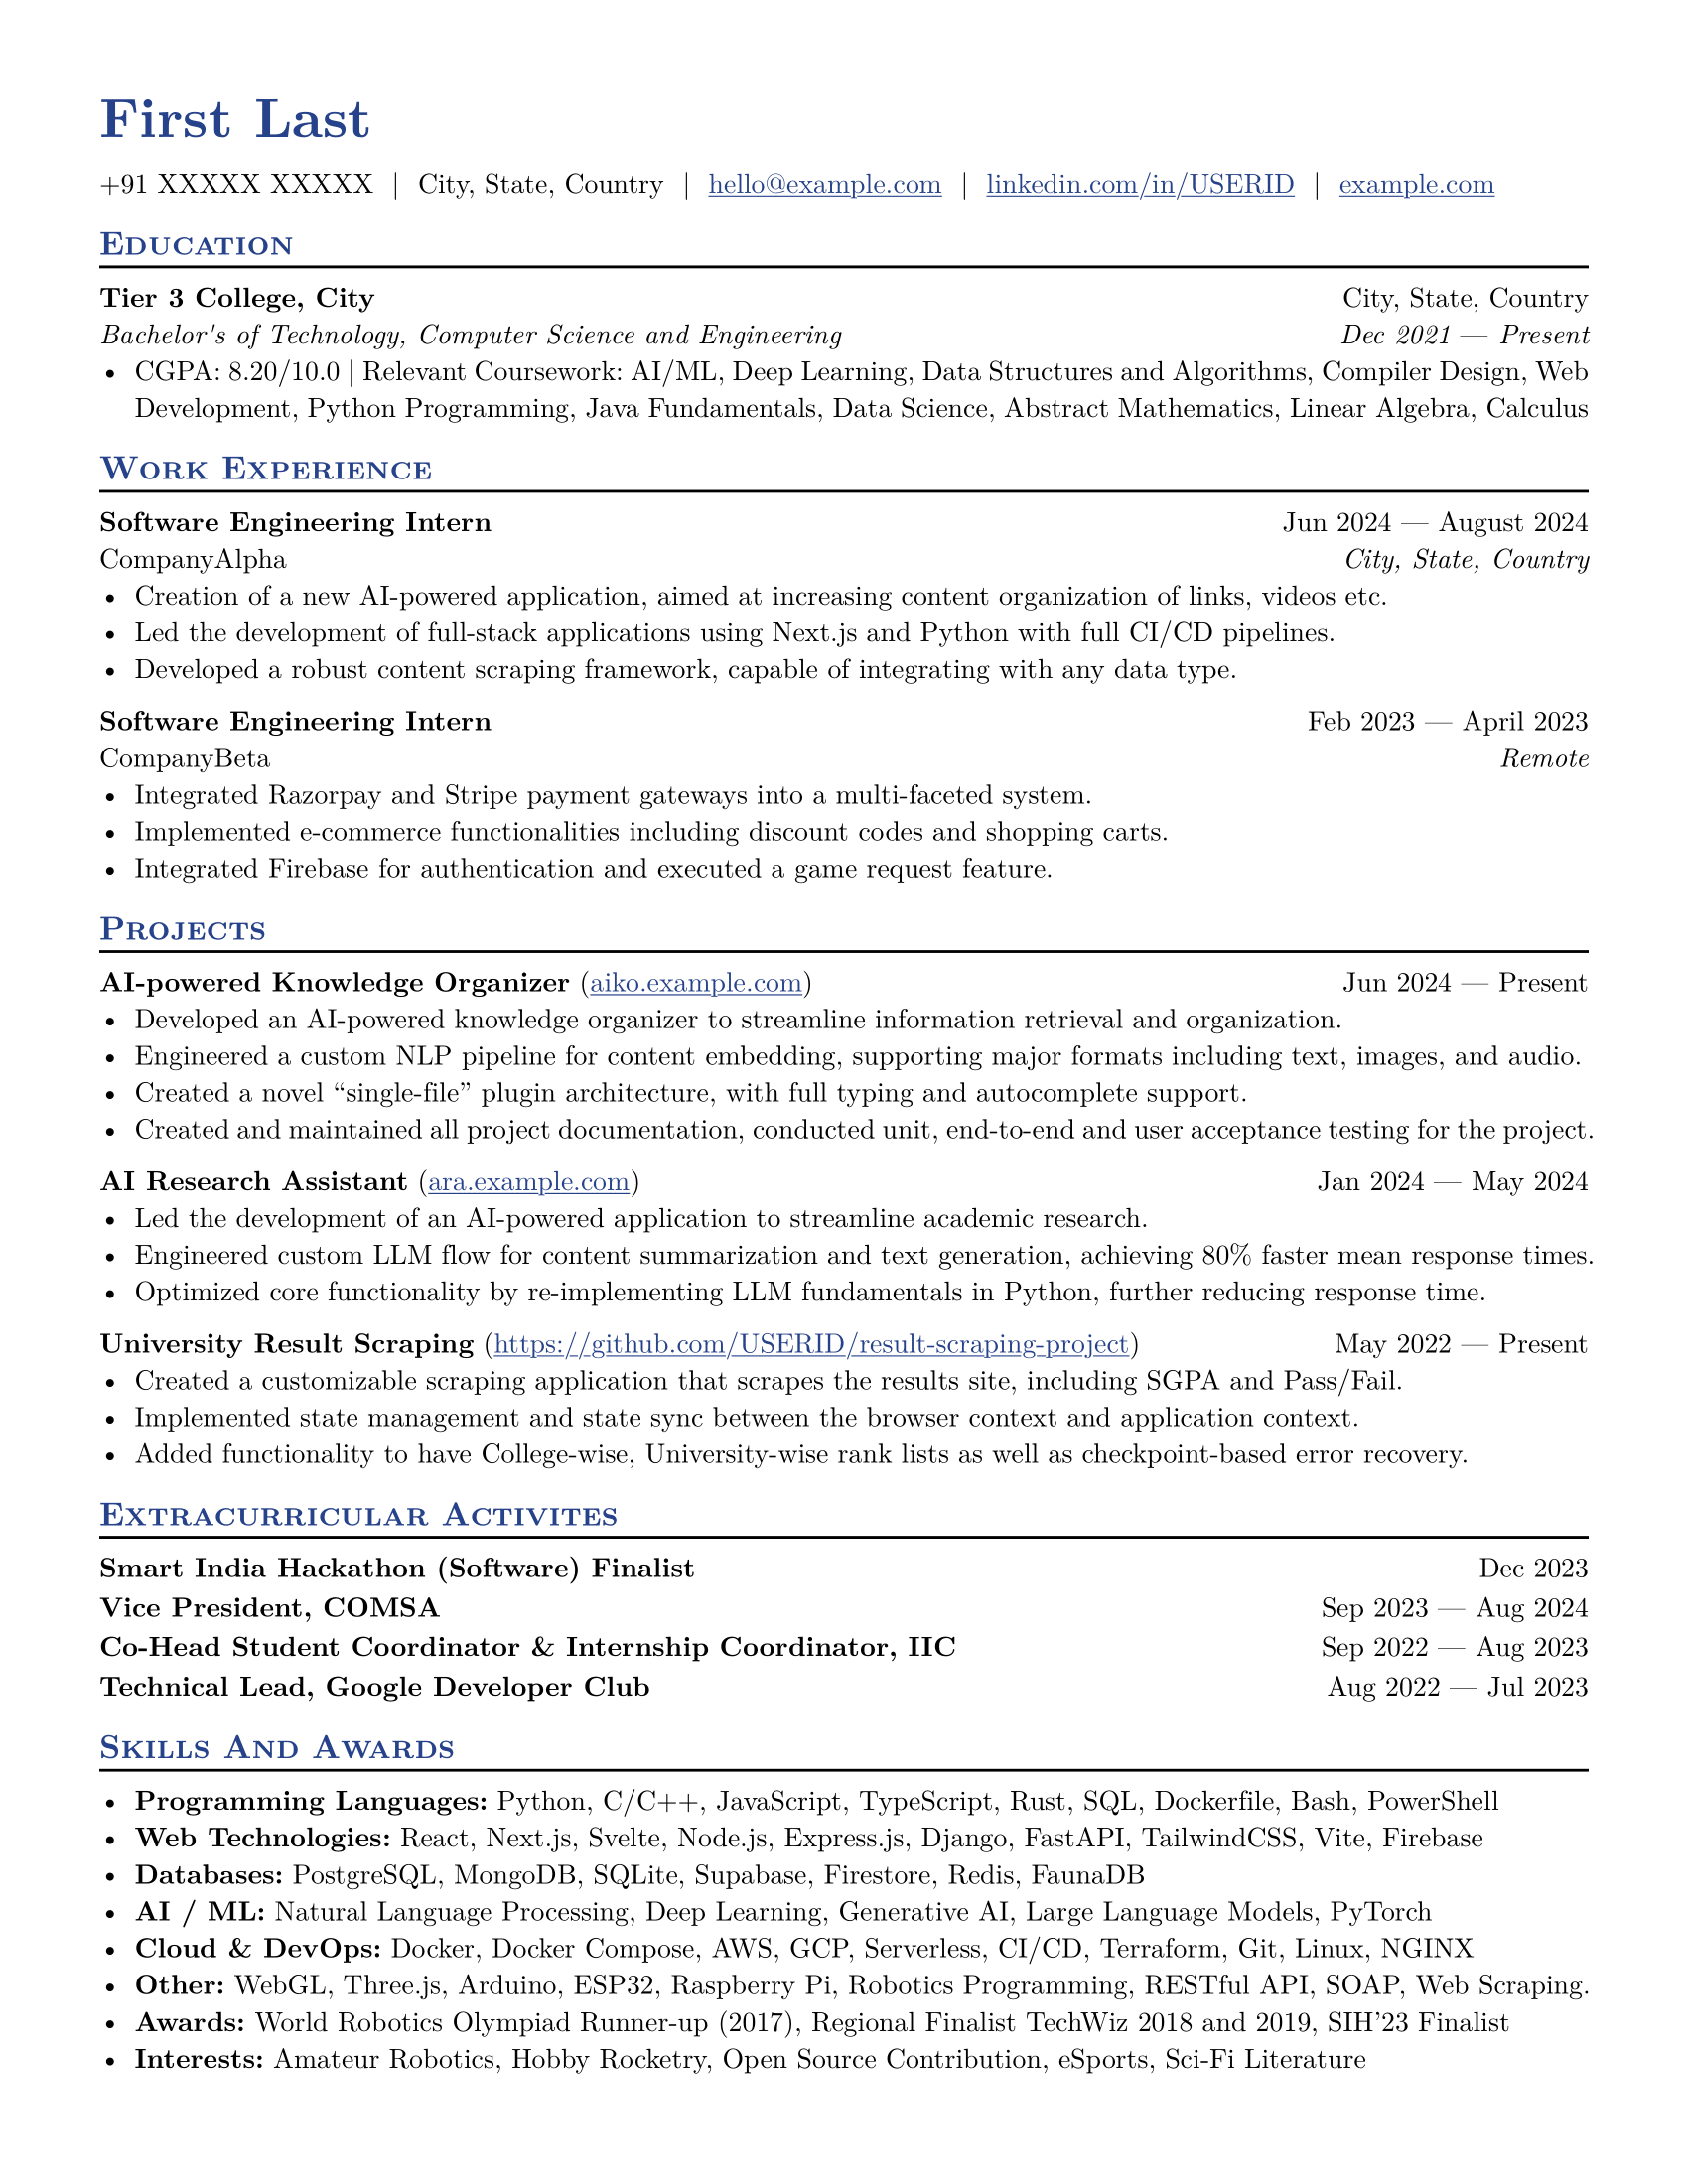 First Last
+91 XXXXX XXXXX | City, State, Country | hello@example.com | linkedin.com/in/USERID | example.com
Education
Tier 3 College, City City, State, Country
Bachelor's of Technology, Computer Science and Engineering Dec 2021 — Present
• CGPA: 8.20/10.0 | Relevant Coursework: AI/ML, Deep Learning, Data Structures and Algorithms, Compiler Design, Web
Development, Python Programming, Java Fundamentals, Data Science, Abstract Mathematics, Linear Algebra, Calculus
Work Experience
Software Engineering Intern Jun 2024 — August 2024
CompanyAlpha City, State, Country
• Creation of a new AI-powered application, aimed at increasing content organization of links, videos etc.
• Led the development of full-stack applications using Next.js and Python with full CI/CD pipelines.
• Developed a robust content scraping framework, capable of integrating with any data type.
Software Engineering Intern Feb 2023 — April 2023
CompanyBeta Remote
• Integrated Razorpay and Stripe payment gateways into a multi-faceted system.
• Implemented e-commerce functionalities including discount codes and shopping carts.
• Integrated Firebase for authentication and executed a game request feature.
Projects
AI-powered Knowledge Organizer (aiko.example.com) Jun 2024 — Present
• Developed an AI-powered knowledge organizer to streamline information retrieval and organization.
• Engineered a custom NLP pipeline for content embedding, supporting major formats including text, images, and audio.
• Created a novel “single-file” plugin architecture, with full typing and autocomplete support.
• Created and maintained all project documentation, conducted unit, end-to-end and user acceptance testing for the project.
AI Research Assistant (ara.example.com) Jan 2024 — May 2024
• Led the development of an AI-powered application to streamline academic research.
• Engineered custom LLM flow for content summarization and text generation, achieving 80% faster mean response times.
• Optimized core functionality by re-implementing LLM fundamentals in Python, further reducing response time.
University Result Scraping (https://github.com/USERID/result-scraping-project) May 2022 — Present
• Created a customizable scraping application that scrapes the results site, including SGPA and Pass/Fail.
• Implemented state management and state sync between the browser context and application context.
• Added functionality to have College-wise, University-wise rank lists as well as checkpoint-based error recovery.
Extracurricular Activites
Smart India Hackathon (Software) Finalist Dec 2023
Vice President, COMSA Sep 2023 — Aug 2024
Co-Head Student Coordinator & Internship Coordinator, IIC Sep 2022 — Aug 2023
Technical Lead, Google Developer Club Aug 2022 — Jul 2023
Skills And Awards
• Programming Languages: Python, C/C++, JavaScript, TypeScript, Rust, SQL, Dockerfile, Bash, PowerShell
• Web Technologies: React, Next.js, Svelte, Node.js, Express.js, Django, FastAPI, TailwindCSS, Vite, Firebase
• Databases: PostgreSQL, MongoDB, SQLite, Supabase, Firestore, Redis, FaunaDB
• AI / ML: Natural Language Processing, Deep Learning, Generative AI, Large Language Models, PyTorch
• Cloud & DevOps: Docker, Docker Compose, AWS, GCP, Serverless, CI/CD, Terraform, Git, Linux, NGINX
• Other: WebGL, Three.js, Arduino, ESP32, Raspberry Pi, Robotics Programming, RESTful API, SOAP, Web Scraping.
• Awards: World Robotics Olympiad Runner-up (2017), Regional Finalist TechWiz 2018 and 2019, SIH’23 Finalist
• Interests: Amateur Robotics, Hobby Rocketry, Open Source Contribution, eSports, Sci-Fi Literature